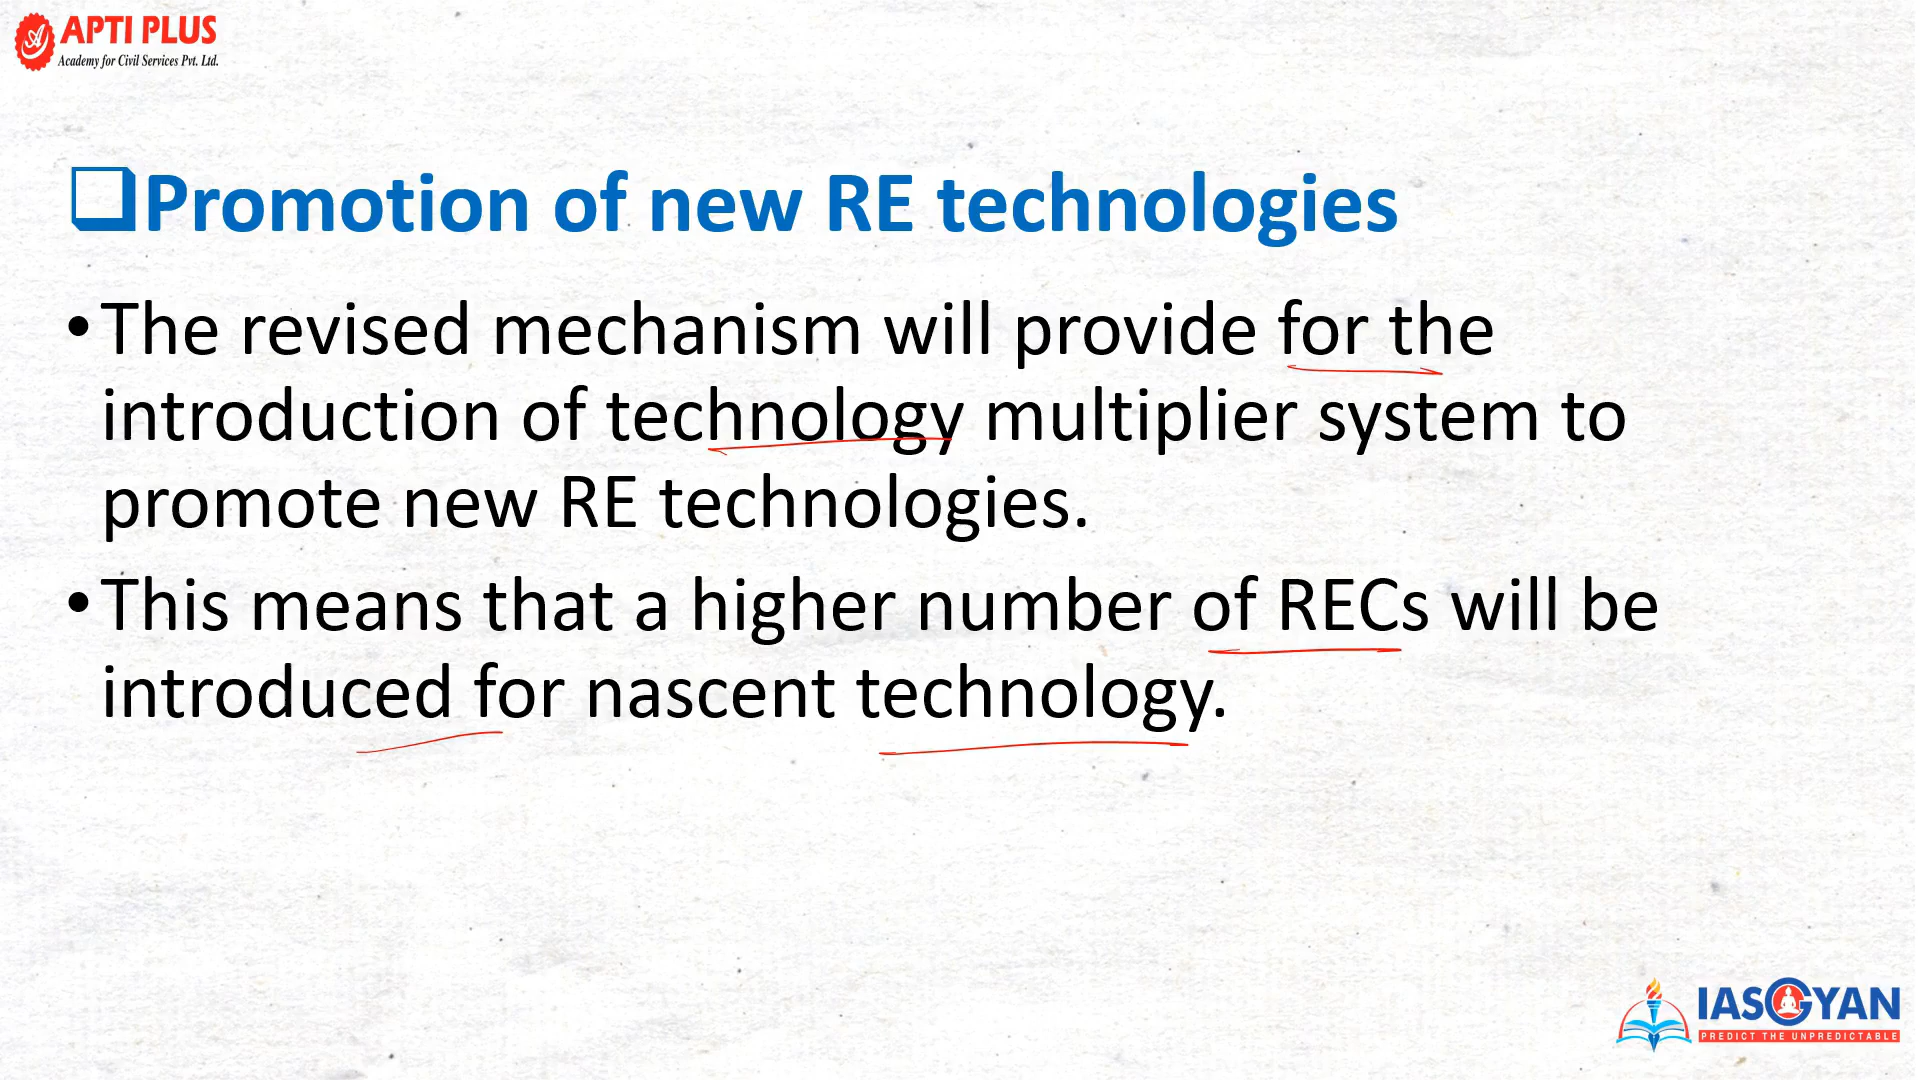 APTI PLUS
Academy for Civil Services Pvt. Ltd.
❑Promotion of new RE technologies
•The revised mechanism will provide for the
introduction of technology multiplier system to
promote new RE technologies.
•This means that a higher number of RECs will be
introduced for nascent technology.
IASGYAN
PREDICT THE UNPREDICTABLE